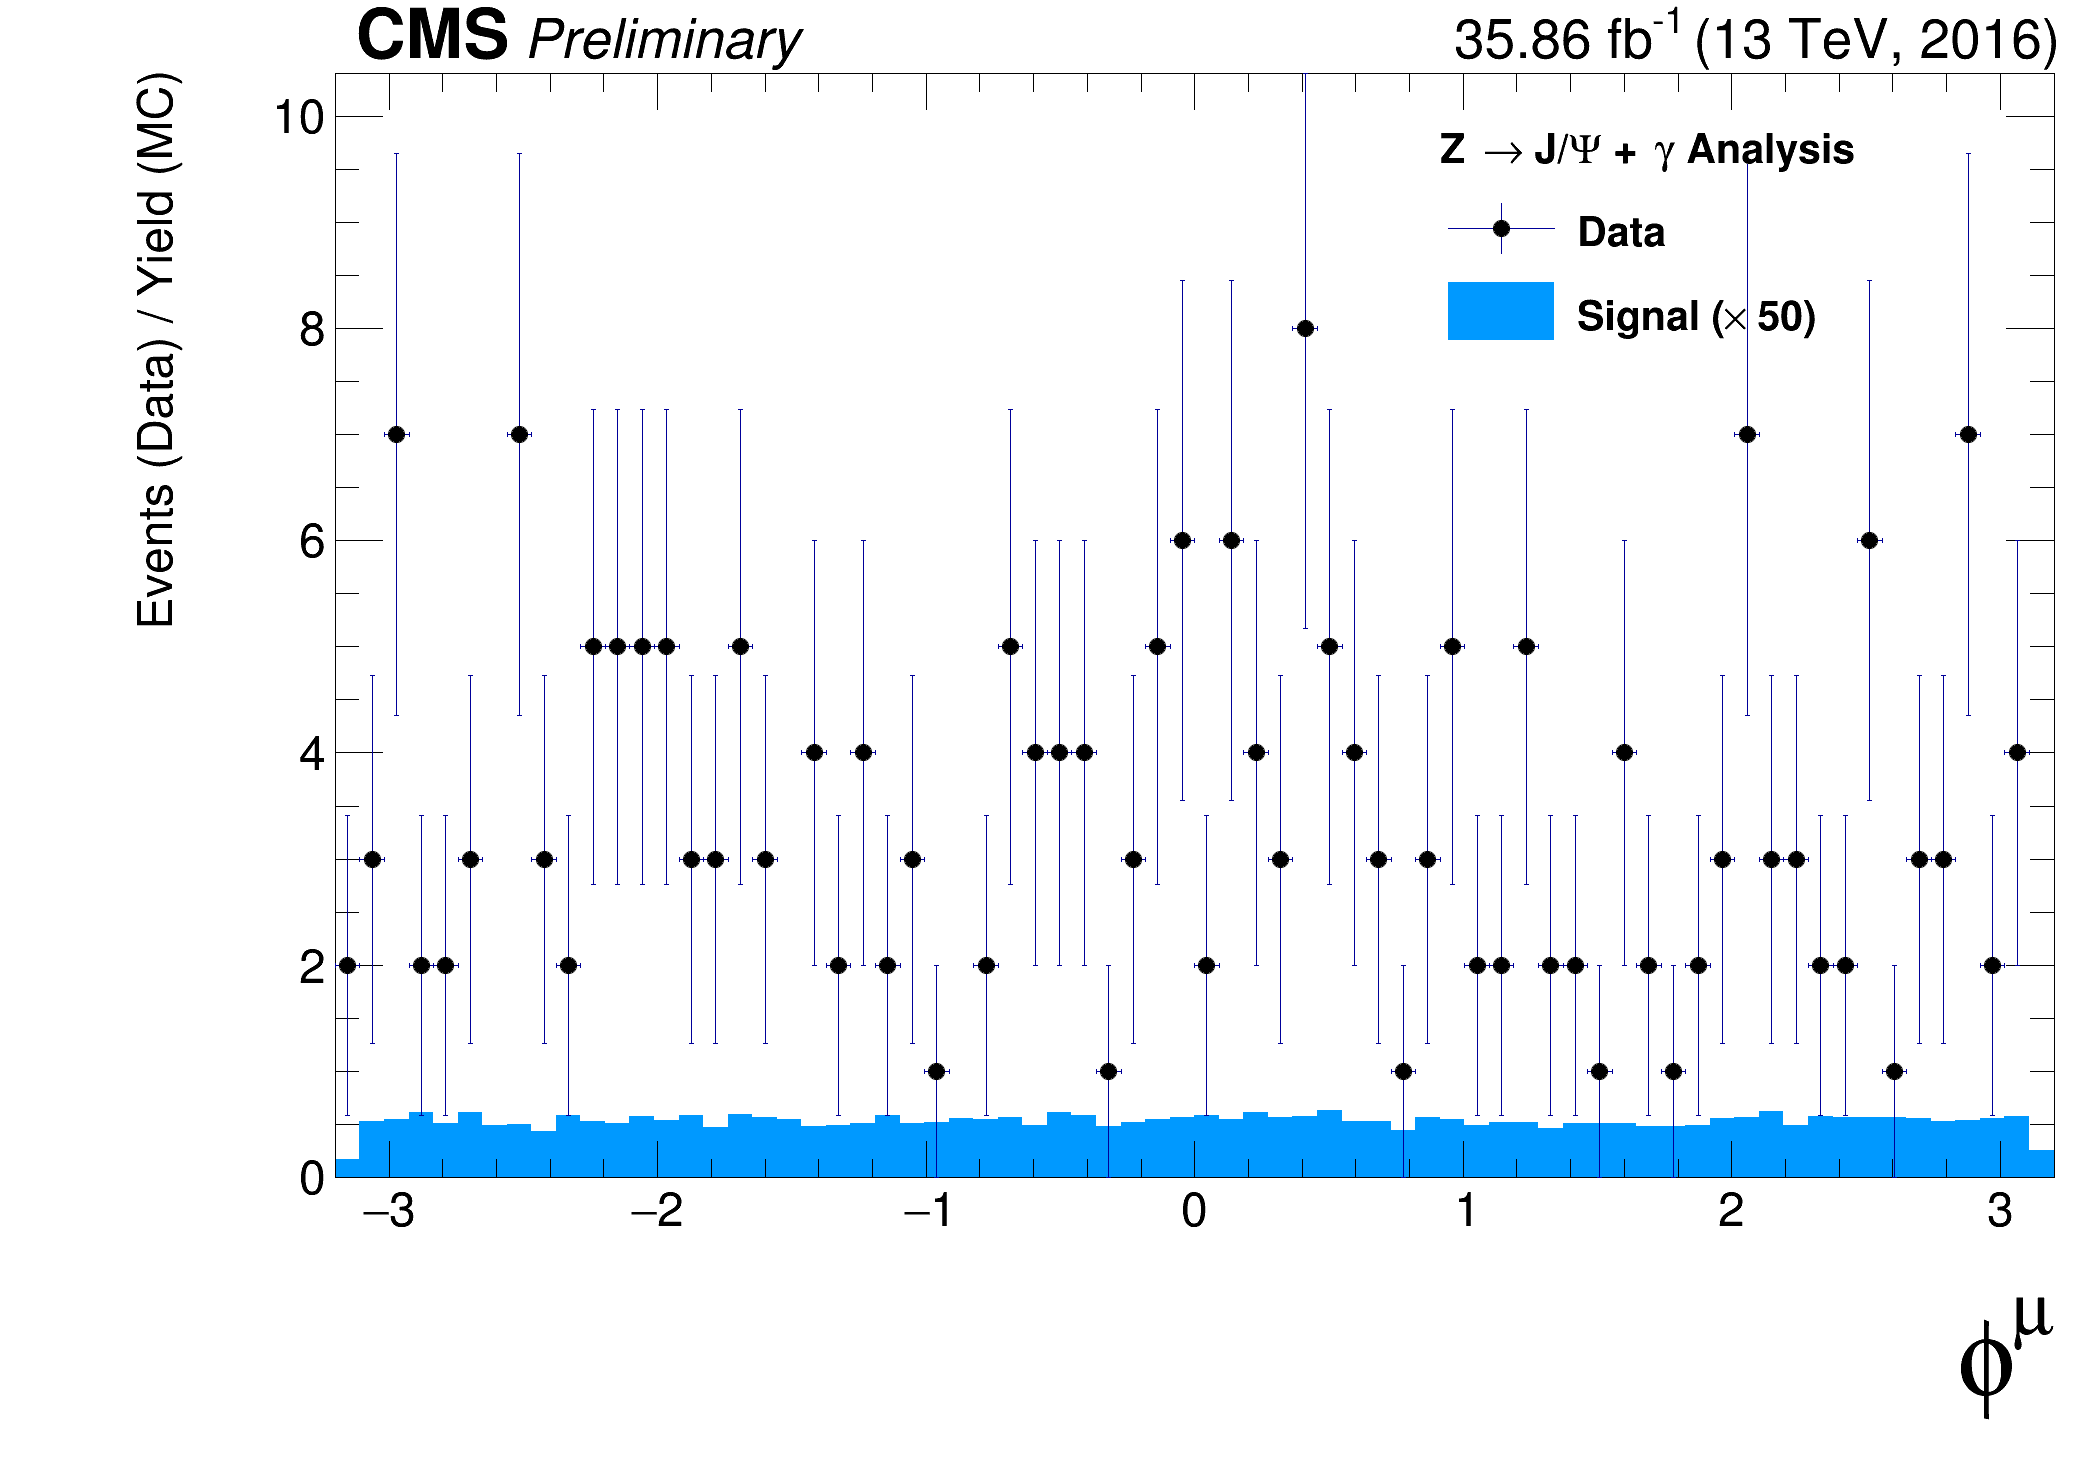 CMS Preliminary
35.86 fb⁻¹ (13 TeV, 2016)
Events (Data) / Yield (MC)
Z → J/Ψ + γ Analysis
Data
Signal (× 50)
10
8
6
4
2
0
−3 −2 −1 0 1 2 3
ϕ^μ